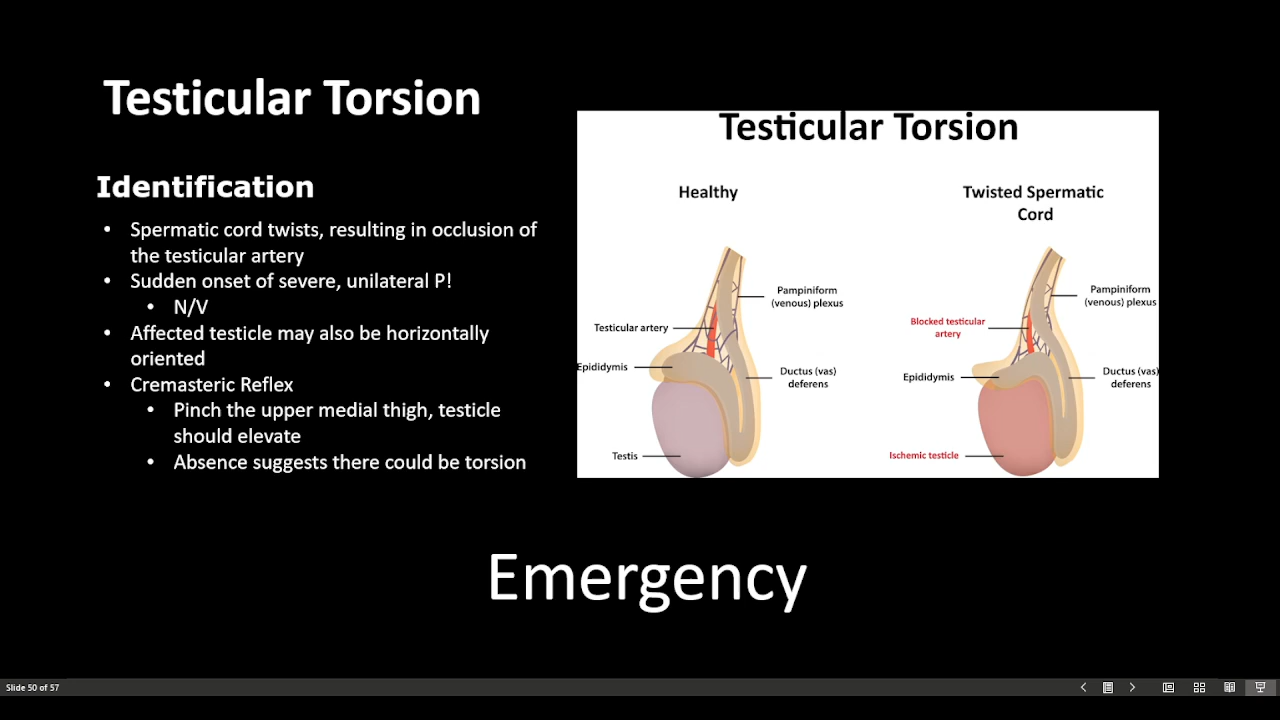 Testicular Torsion
Identification
• Spermatic cord twists, resulting in occlusion of
the testicular artery
• Sudden onset of severe, unilateral P!
• N/V
• Affected testicle may also be horizontally
oriented
• Cremasteric Reflex
• Pinch the upper medial thigh, testicle
should elevate
• Absence suggests there could be torsion
Testicular Torsion
Healthy
Pampiniform
(venous) plexus
Testicular artery
Epididymis
Ductus (vas)
deferens
Testis
Twisted Spermatic
Cord
Pampiniform
(venous) plexus
Blocked testicular
artery
Epididymis
Ductus (vas)
deferens
Ischemic testicle
Emergency
Slide 50 of 57